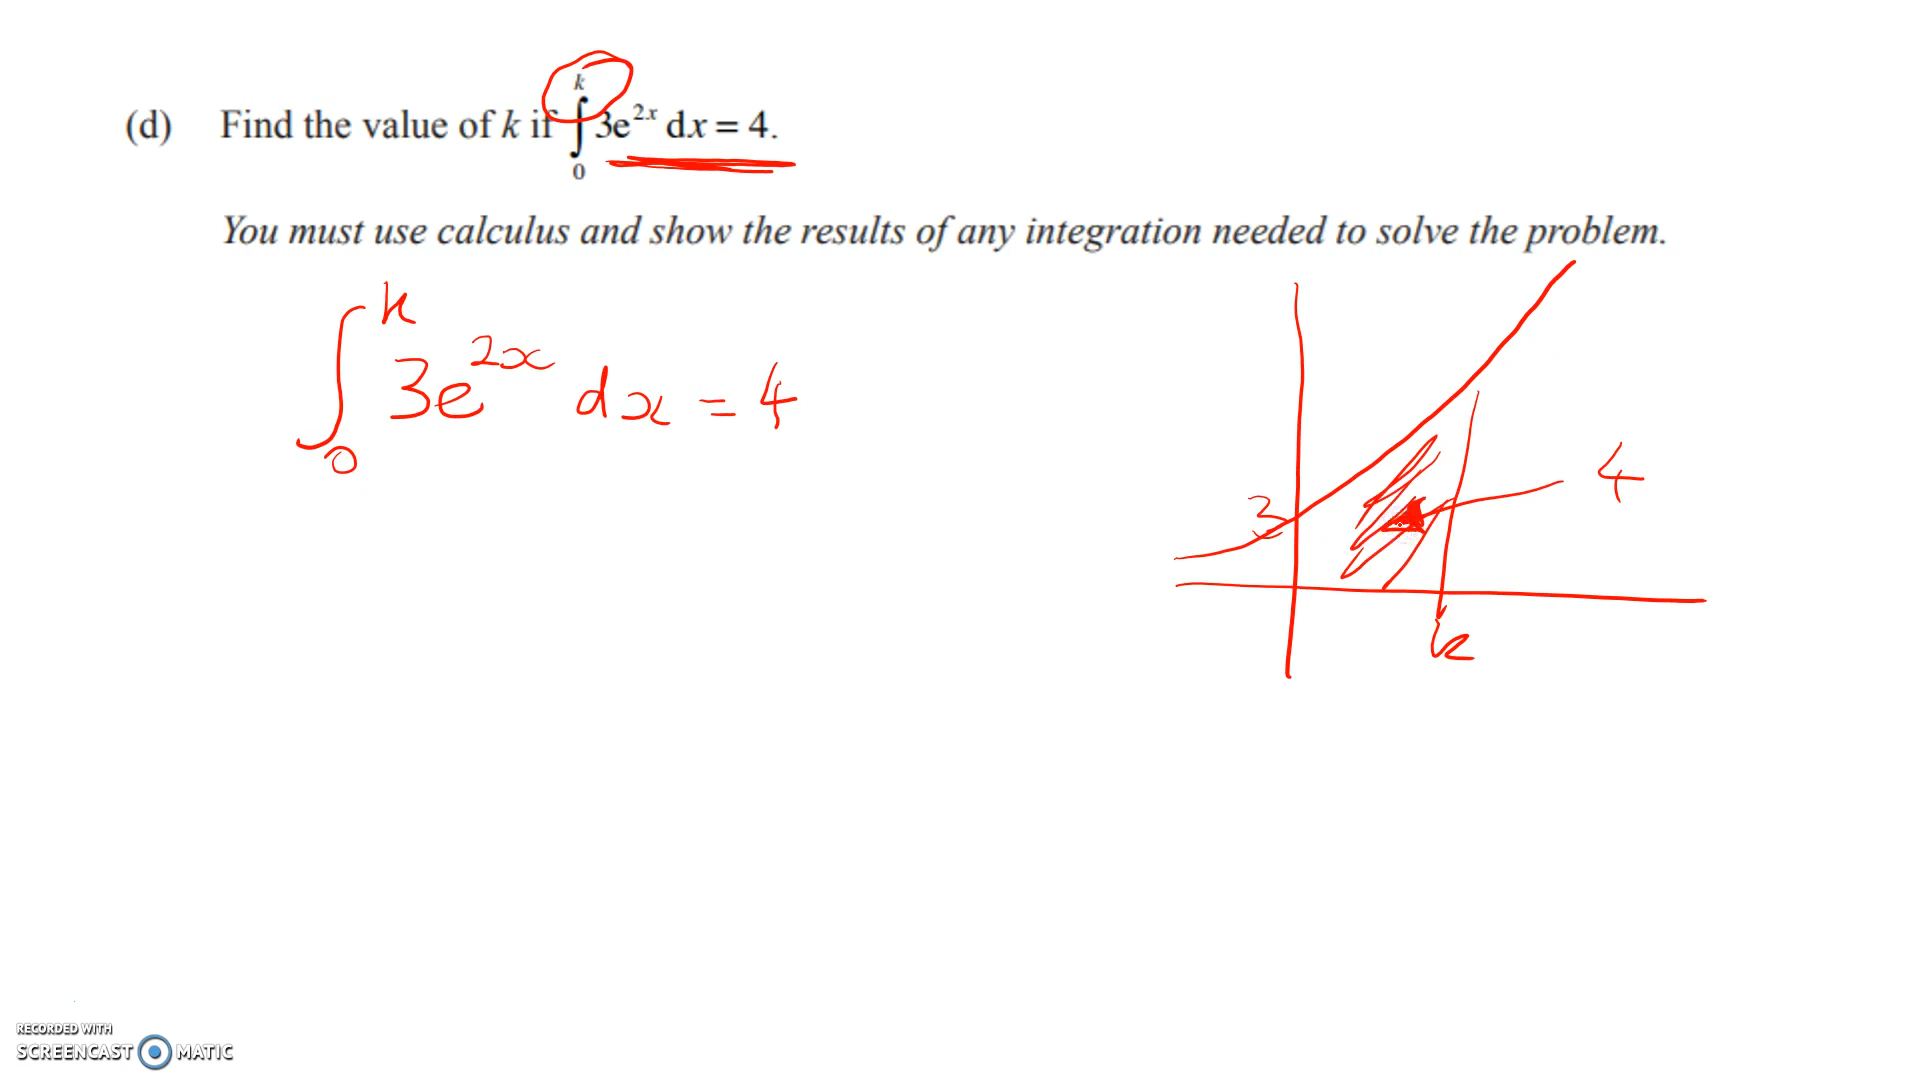 (d) Find the value of k if ∫₀ᵏ 3e²ˣ dx = 4.
You must use calculus and show the results of any integration needed to solve the problem.
∫₀ᵏ 3e²ˣ dx = 4
3
4
k
RECORDED WITH
SCREENCAST MATIC